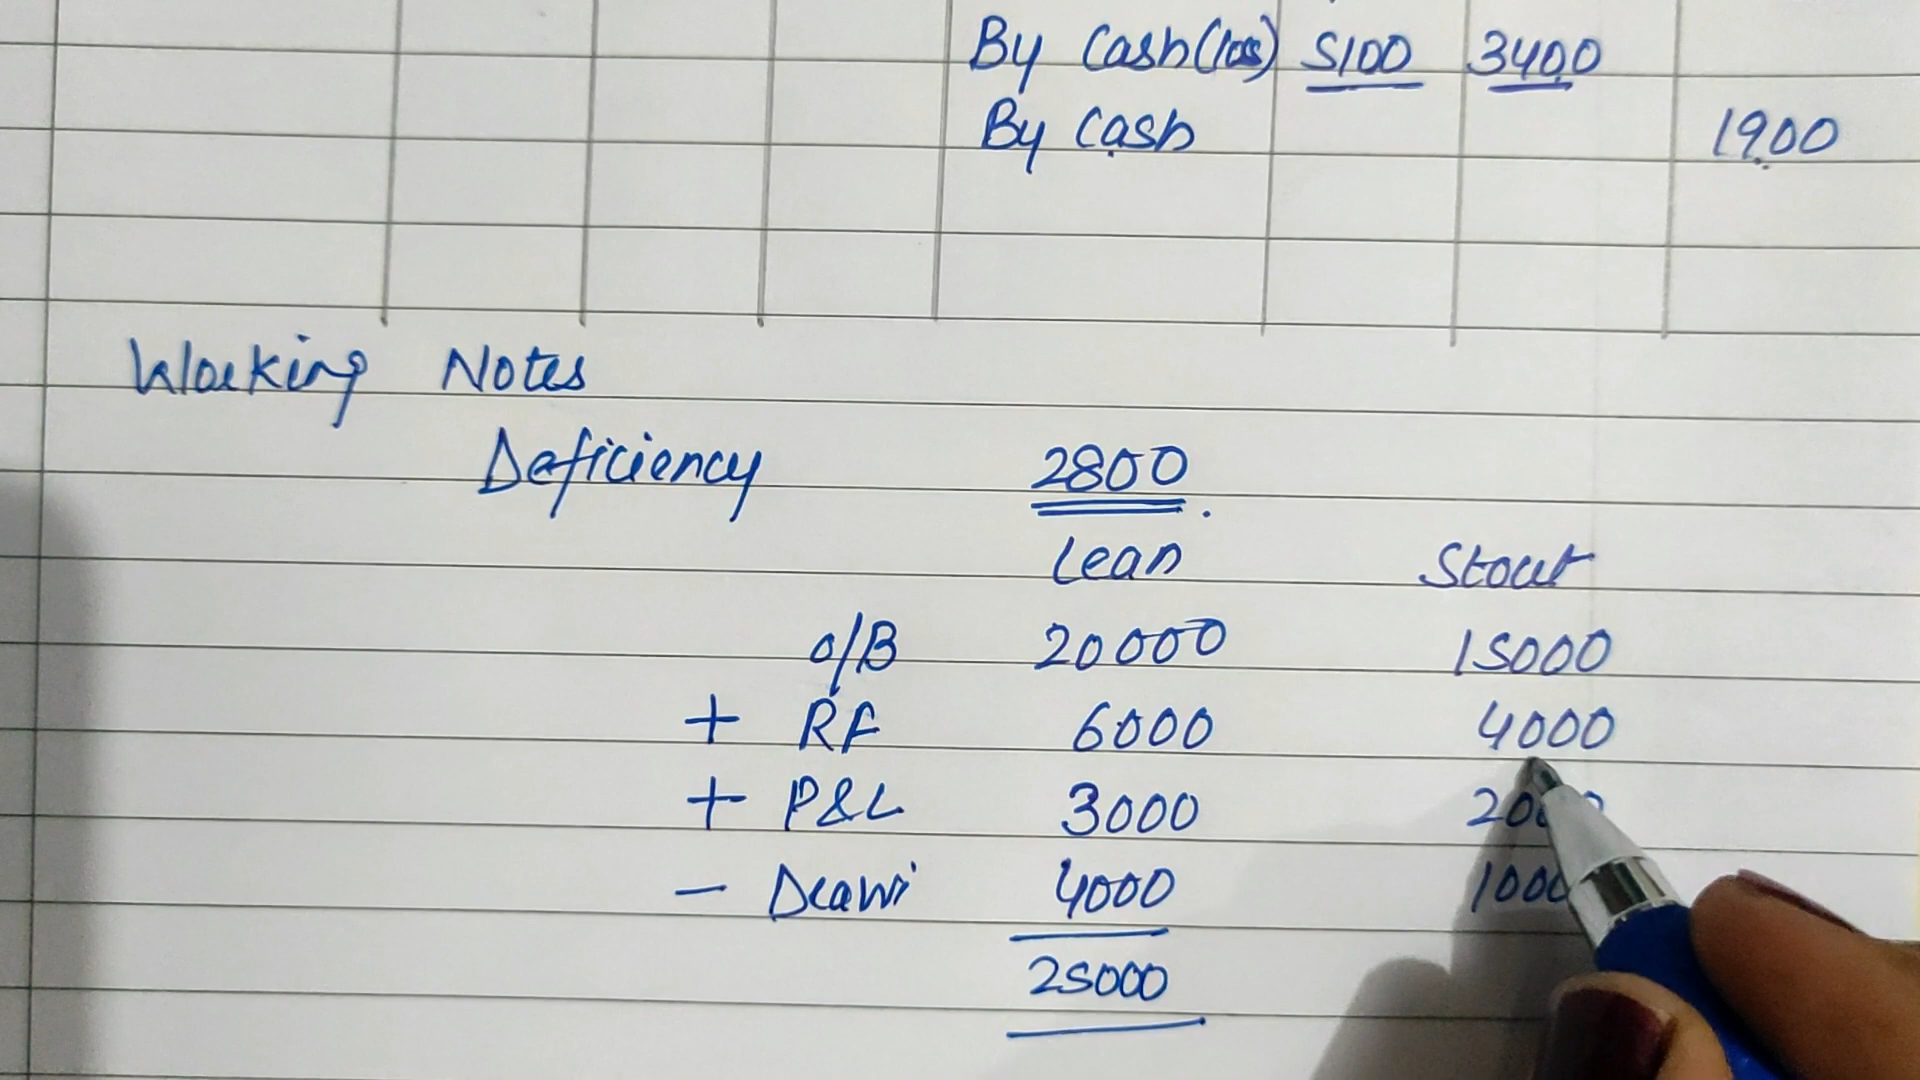 By Cash(loss) 5100 3400
By Cash 1900
Working Notes
Deficiency 2800
Lean Stout
O/B 20000 15000
+ RF 6000 4000
+ P&L 3000
- Drawi 4000
25000